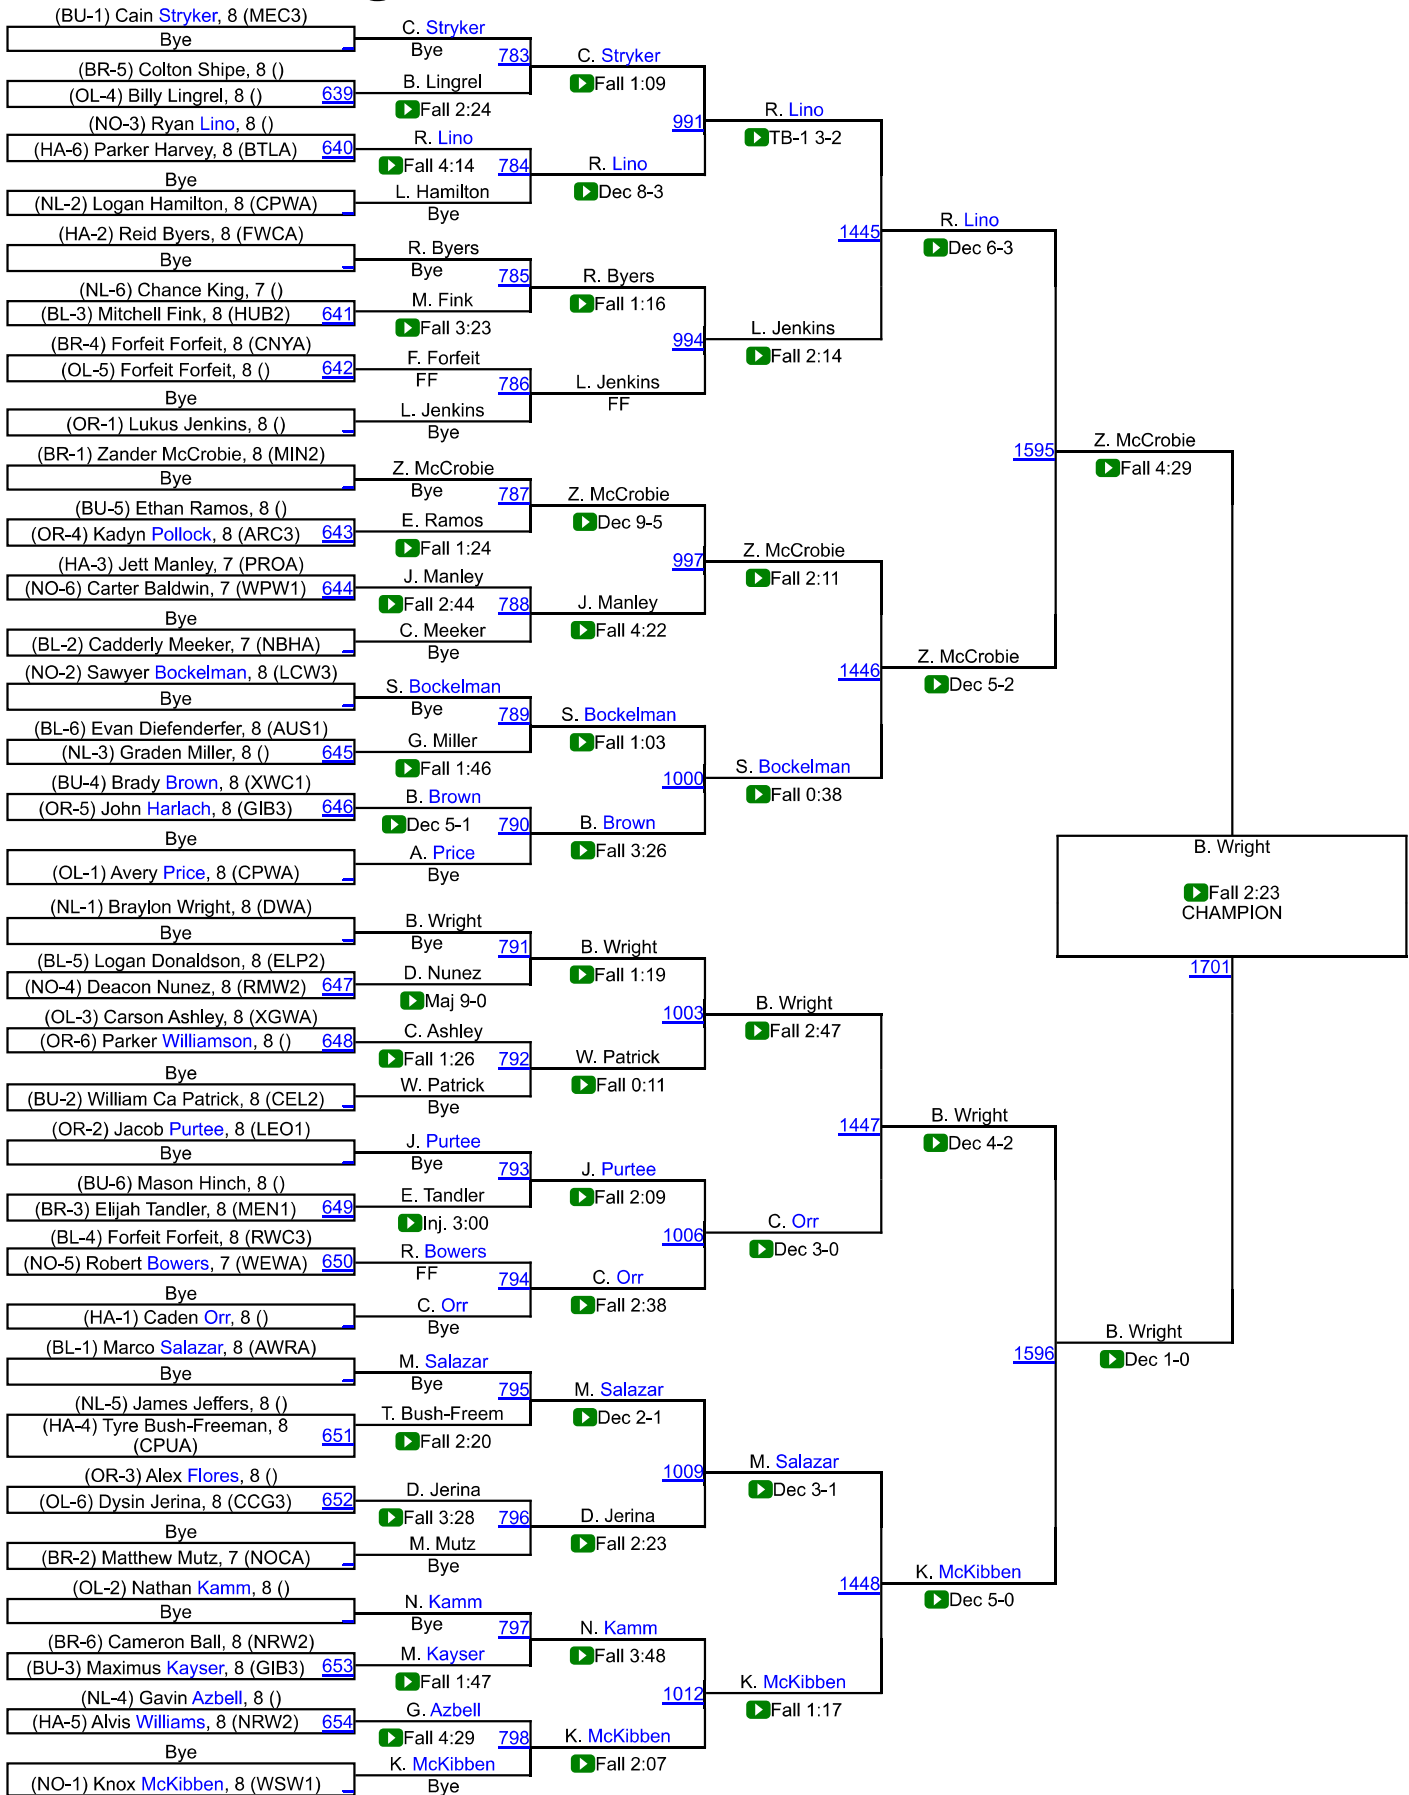 (BU-1) Cain Stryker, 8 (MEC3)
Bye
(BR-5) Colton Shipe, 8 ()
(OL-4) Billy Lingrel, 8 () 639
(NO-3) Ryan Lino, 8 ()
(HA-6) Parker Harvey, 8 (BTLA) 640
Bye
(NL-2) Logan Hamilton, 8 (CPWA)
(HA-2) Reid Byers, 8 (FWCA)
Bye
(NL-6) Chance King, 7 ()
(BL-3) Mitchell Fink, 8 (HUB2) 641
(BR-4) Forfeit Forfeit, 8 (CNYA)
(OL-5) Forfeit Forfeit, 8 () 642
Bye
(OR-1) Lukus Jenkins, 8 ()
(BR-1) Zander McCrobie, 8 (MIN2)
Bye
(BU-5) Ethan Ramos, 8 ()
(OR-4) Kadyn Pollock, 8 (ARC3) 643
(HA-3) Jett Manley, 7 (PROA)
(NO-6) Carter Baldwin, 7 (WPW1) 644
Bye
(BL-2) Cadderly Meeker, 7 (NBHA)
(NO-2) Sawyer Bockelman, 8 (LCW3)
Bye
(BL-6) Evan Diefenderfer, 8 (AUS1)
(NL-3) Graden Miller, 8 () 645
(BU-4) Brady Brown, 8 (XWC1)
(OR-5) John Harlach, 8 (GIB3) 646
Bye
(OL-1) Avery Price, 8 (CPWA)
(NL-1) Braylon Wright, 8 (DWA)
Bye
(BL-5) Logan Donaldson, 8 (ELP2)
(NO-4) Deacon Nunez, 8 (RMW2) 647
(OL-3) Carson Ashley, 8 (XGWA)
(OR-6) Parker Williamson, 8 () 648
Bye
(BU-2) William Ca Patrick, 8 (CEL2)
(OR-2) Jacob Purtee, 8 (LEO1)
Bye
(BU-6) Mason Hinch, 8 ()
(BR-3) Elijah Tandler, 8 (MEN1) 649
(BL-4) Forfeit Forfeit, 8 (RWC3)
(NO-5) Robert Bowers, 7 (WEWA) 650
Bye
(HA-1) Caden Orr, 8 ()
(BL-1) Marco Salazar, 8 (AWRA)
Bye
(NL-5) James Jeffers, 8 ()
(HA-4) Tyre Bush-Freeman, 8
(CPUA) 651
(OR-3) Alex Flores, 8 ()
(OL-6) Dysin Jerina, 8 (CCG3) 652
Bye
(BR-2) Matthew Mutz, 7 (NOCA)
(OL-2) Nathan Kamm, 8 ()
Bye
(BR-6) Cameron Ball, 8 (NRW2)
(BU-3) Maximus Kayser, 8 (GIB3) 653
(NL-4) Gavin Azbell, 8 ()
(HA-5) Alvis Williams, 8 (NRW2) 654
Bye
(NO-1) Knox McKibben, 8 (WSW1)
C. Stryker
Bye
783
B. Lingrel
Fall 2:24
R. Lino
Fall 4:14
784
L. Hamilton
Bye
R. Byers
Bye
785
M. Fink
Fall 3:23
F. Forfeit
FF
786
L. Jenkins
Bye
Z. McCrobie
Bye
787
E. Ramos
Fall 1:24
J. Manley
Fall 2:44
788
C. Meeker
Bye
S. Bockelman
Bye
789
G. Miller
Fall 1:46
B. Brown
Dec 5-1
790
A. Price
Bye
B. Wright
Bye
791
D. Nunez
Maj 9-0
C. Ashley
Fall 1:26
792
W. Patrick
Bye
J. Purtee
Bye
793
E. Tandler
Inj. 3:00
R. Bowers
FF
794
C. Orr
Bye
M. Salazar
Bye
795
T. Bush-Freem
Fall 2:20
D. Jerina
Fall 3:28
796
M. Mutz
Bye
N. Kamm
Bye
797
M. Kayser
Fall 1:47
G. Azbell
Fall 4:29
798
K. McKibben
Bye
C. Stryker
Fall 1:09
991
R. Lino
Dec 8-3
R. Byers
Fall 1:16
994
L. Jenkins
FF
Z. McCrobie
Dec 9-5
997
J. Manley
Fall 4:22
S. Bockelman
Fall 1:03
1000
B. Brown
Fall 3:26
B. Wright
Fall 1:19
1003
W. Patrick
Fall 0:11
J. Purtee
Fall 2:09
1006
C. Orr
Fall 2:38
M. Salazar
Dec 2-1
1009
D. Jerina
Fall 2:23
N. Kamm
Fall 3:48
1012
K. McKibben
Fall 2:07
R. Lino
TB-1 3-2
1445
L. Jenkins
Fall 2:14
Z. McCrobie
Fall 2:11
1446
S. Bockelman
Fall 0:38
B. Wright
Fall 2:47
1447
C. Orr
Dec 3-0
M. Salazar
Dec 3-1
1448
K. McKibben
Fall 1:17
R. Lino
Dec 6-3
1595
Z. McCrobie
Dec 5-2
B. Wright
Dec 4-2
1596
K. McKibben
Dec 5-0
Z. McCrobie
Fall 4:29
B. Wright
Dec 1-0
B. Wright
Fall 2:23
CHAMPION
1701